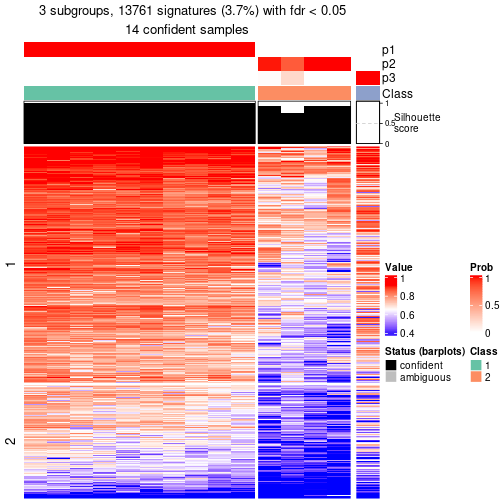 3 subgroups, 13761 signatures (3.7%) with fdr < 0.05
14 confident samples
p1
p2
p3
Class
1
0.5
0
Silhouette
score
1
2
Value
1
0.8
0.6
0.4
Prob
1
0.5
0
Status (barplots)
confident
ambiguous
Class
1
2